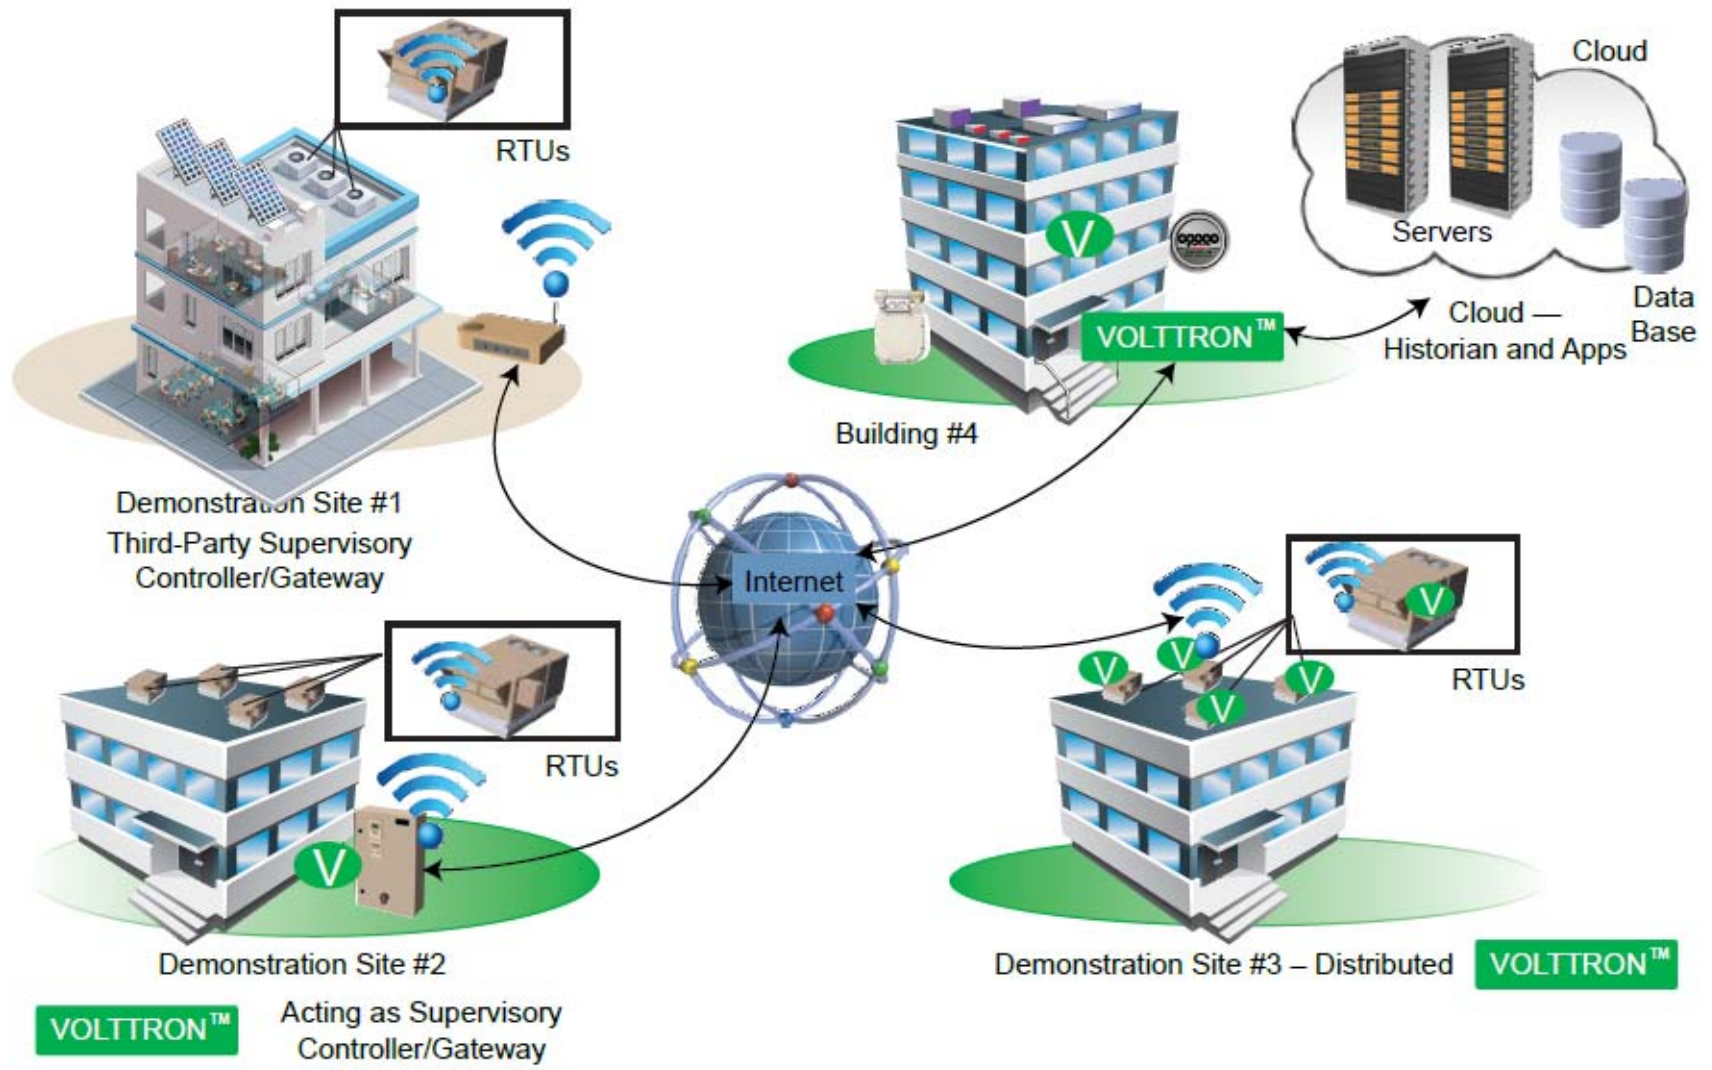 RTUs
Demonstration Site #1
Third-Party Supervisory
Controller/Gateway
V
VOLTTRON™
Building #4
Cloud
Servers
Data
Base
Cloud —
Historian and Apps
Internet
RTUs
V
Demonstration Site #2
VOLTTRON™
Acting as Supervisory
Controller/Gateway
V
RTUs
V
V
V
V
Demonstration Site #3 – Distributed
VOLTTRON™